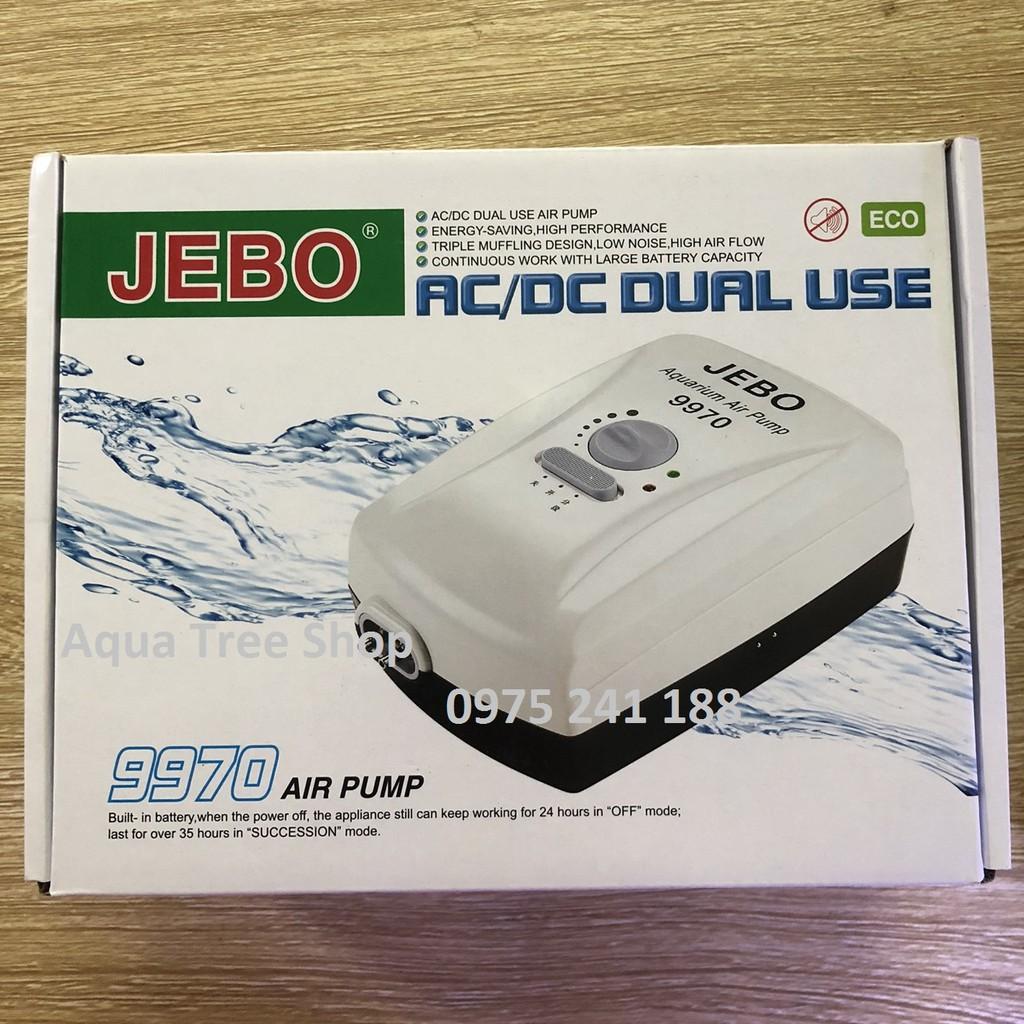 JEBO®
AC/DC DUAL USE AIR PUMP
ENERGY-SAVING,HIGH PERFORMANCE
TRIPLE MUFFLING DESIGN,LOW NOISE,HIGH AIR FLOW
CONTINUOUS WORK WITH LARGE BATTERY CAPACITY
ECO
AC/DC DUAL USE
JEBO
Aquarium Air Pump
9970
关 开 分
Aqua Tree Shop
0975 241 188
9970 AIR PUMP
Built- in battery,when the power off, the appliance still can keep working for 24 hours in “OFF” mode;
last for over 35 hours in “SUCCESSION” mode.